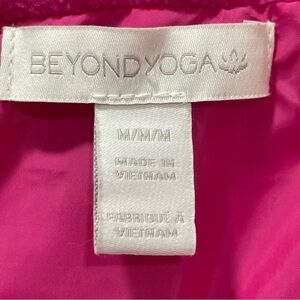 BEYOND YOGA
M/M/M
MADE IN
VIETNAM
FABRIQUÉ À
VIETNAM